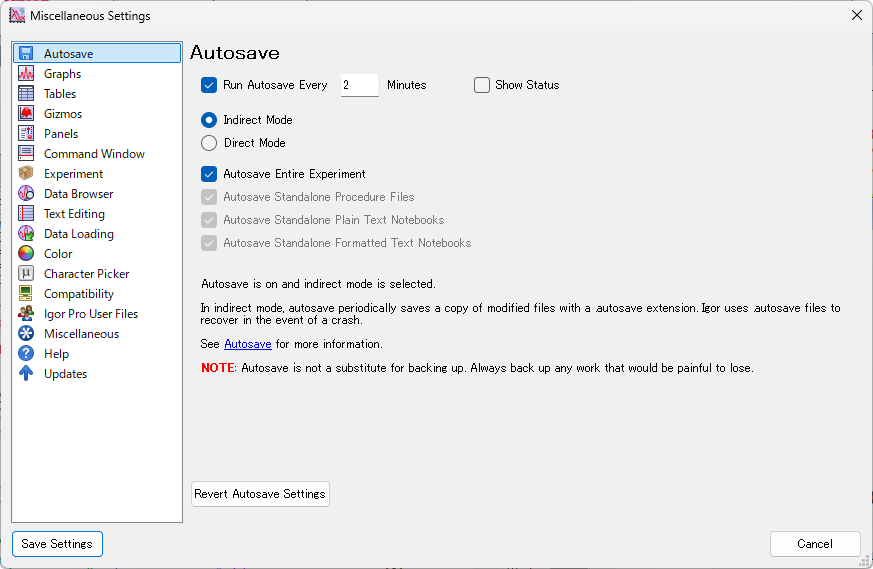 Miscellaneous Settings
Autosave
Graphs
Tables
Gizmos
Panels
Command Window
Experiment
Data Browser
Text Editing
Data Loading
Color
μ Character Picker
Compatibility
Igor Pro User Files
Miscellaneous
? Help
Updates
Autosave
Run Autosave Every 2 Minutes Show Status
Indirect Mode
Direct Mode
Autosave Entire Experiment
Autosave Standalone Procedure Files
Autosave Standalone Plain Text Notebooks
Autosave Standalone Formatted Text Notebooks
Autosave is on and indirect mode is selected.
In indirect mode, autosave periodically saves a copy of modified files with a .autosave extension. Igor uses .autosave files to
recover in the event of a crash.
See Autosave for more information.
NOTE: Autosave is not a substitute for backing up. Always back up any work that would be painful to lose.
Revert Autosave Settings
Save Settings
Cancel